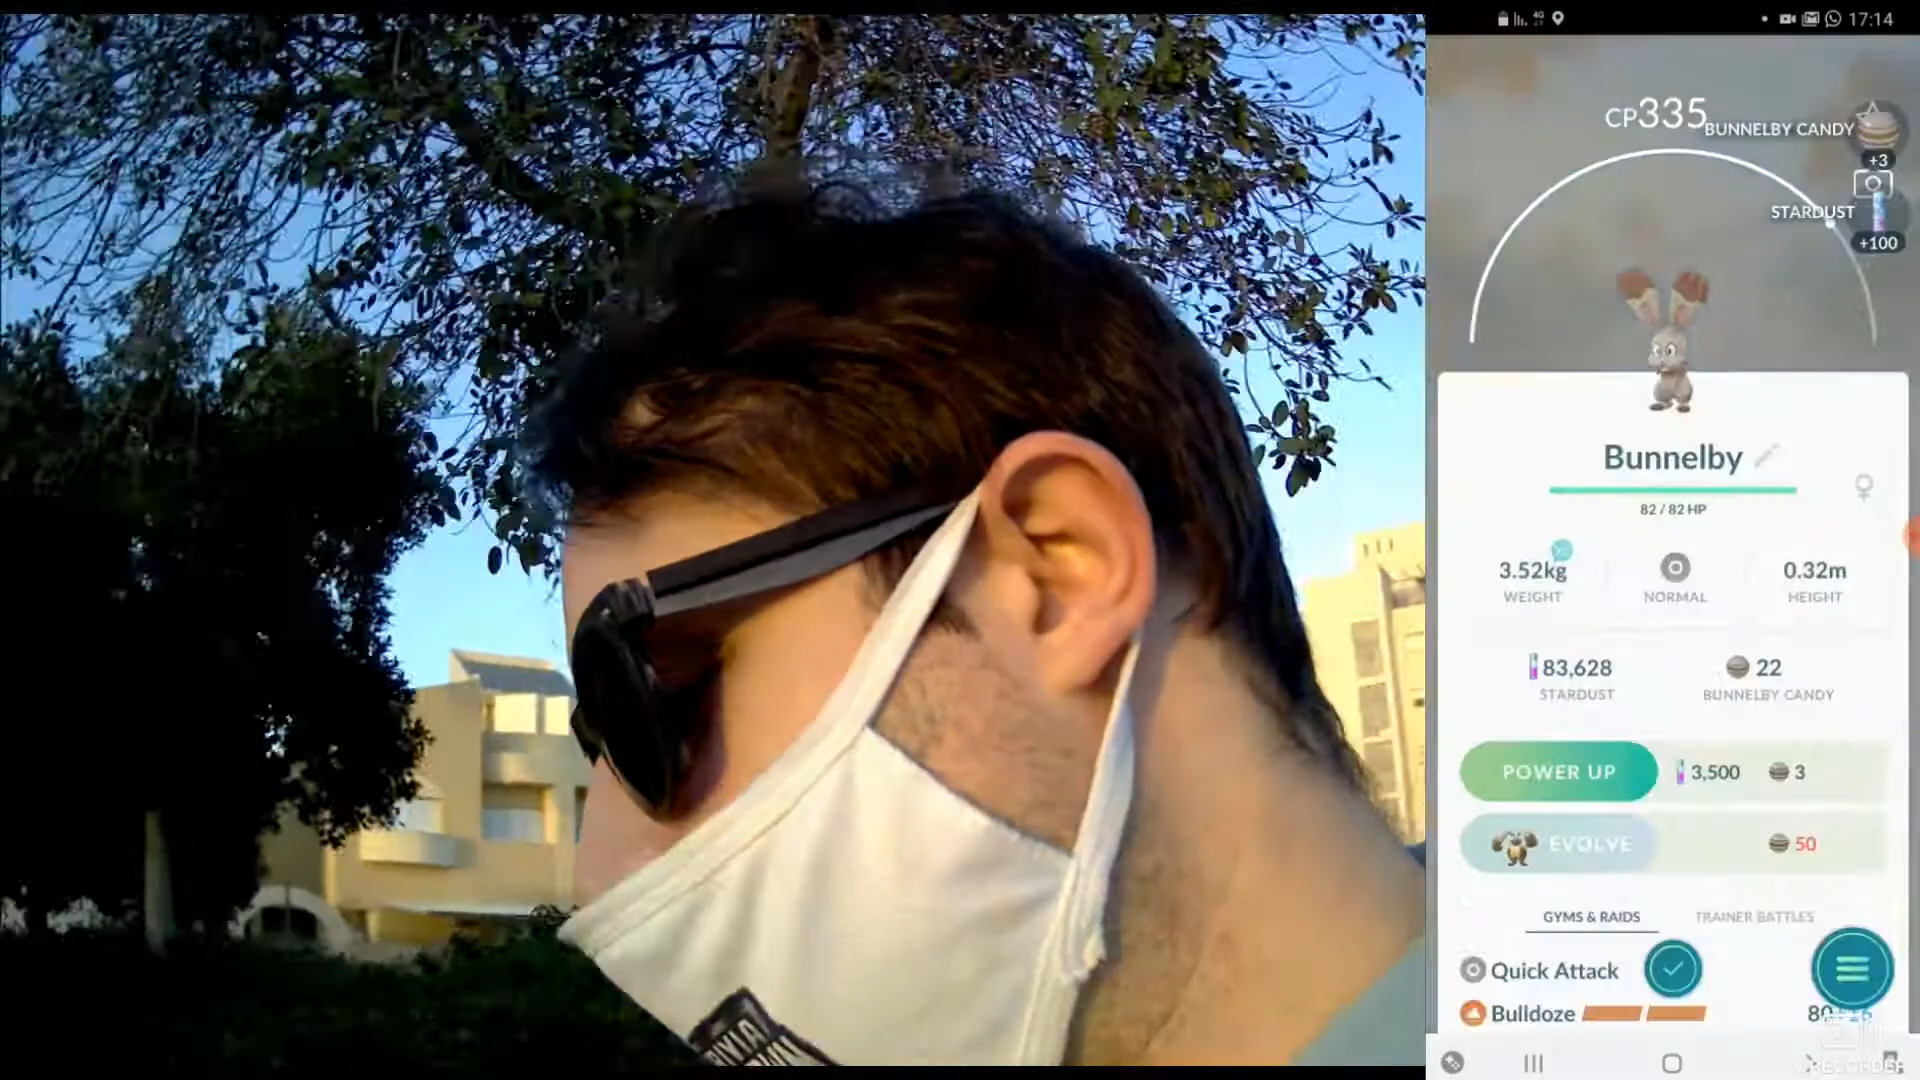 4G
17:14
CP335
BUNNELBY CANDY
+3
STARDUST
+100
Bunnelby
82 / 82 HP
3.52kg
WEIGHT
NORMAL
0.32m
HEIGHT
83,628
STARDUST
22
BUNNELBY CANDY
POWER UP
3,500
3
EVOLVE
50
GYMS & RAIDS
TRAINER BATTLES
Quick Attack
Bulldoze
80